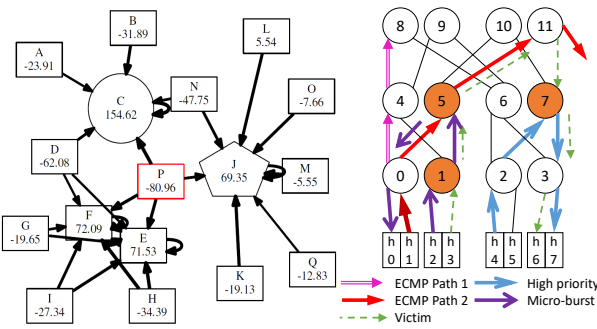 B
-31.89
A
-23.91
L
5.54
C
154.62
N
-47.75
O
-7.66
D
-62.08
P
-80.96
J
69.35
M
-5.55
G
-19.65
F
72.09
E
71.53
I
-27.34
H
-34.39
K
-19.13
Q
-12.83
8
9
10
11
4
5
6
7
0
1
2
3
h h h h h h h h
0 1 2 3 4 5 6 7
ECMP Path 1
High priority
ECMP Path 2
Micro-burst
Victim